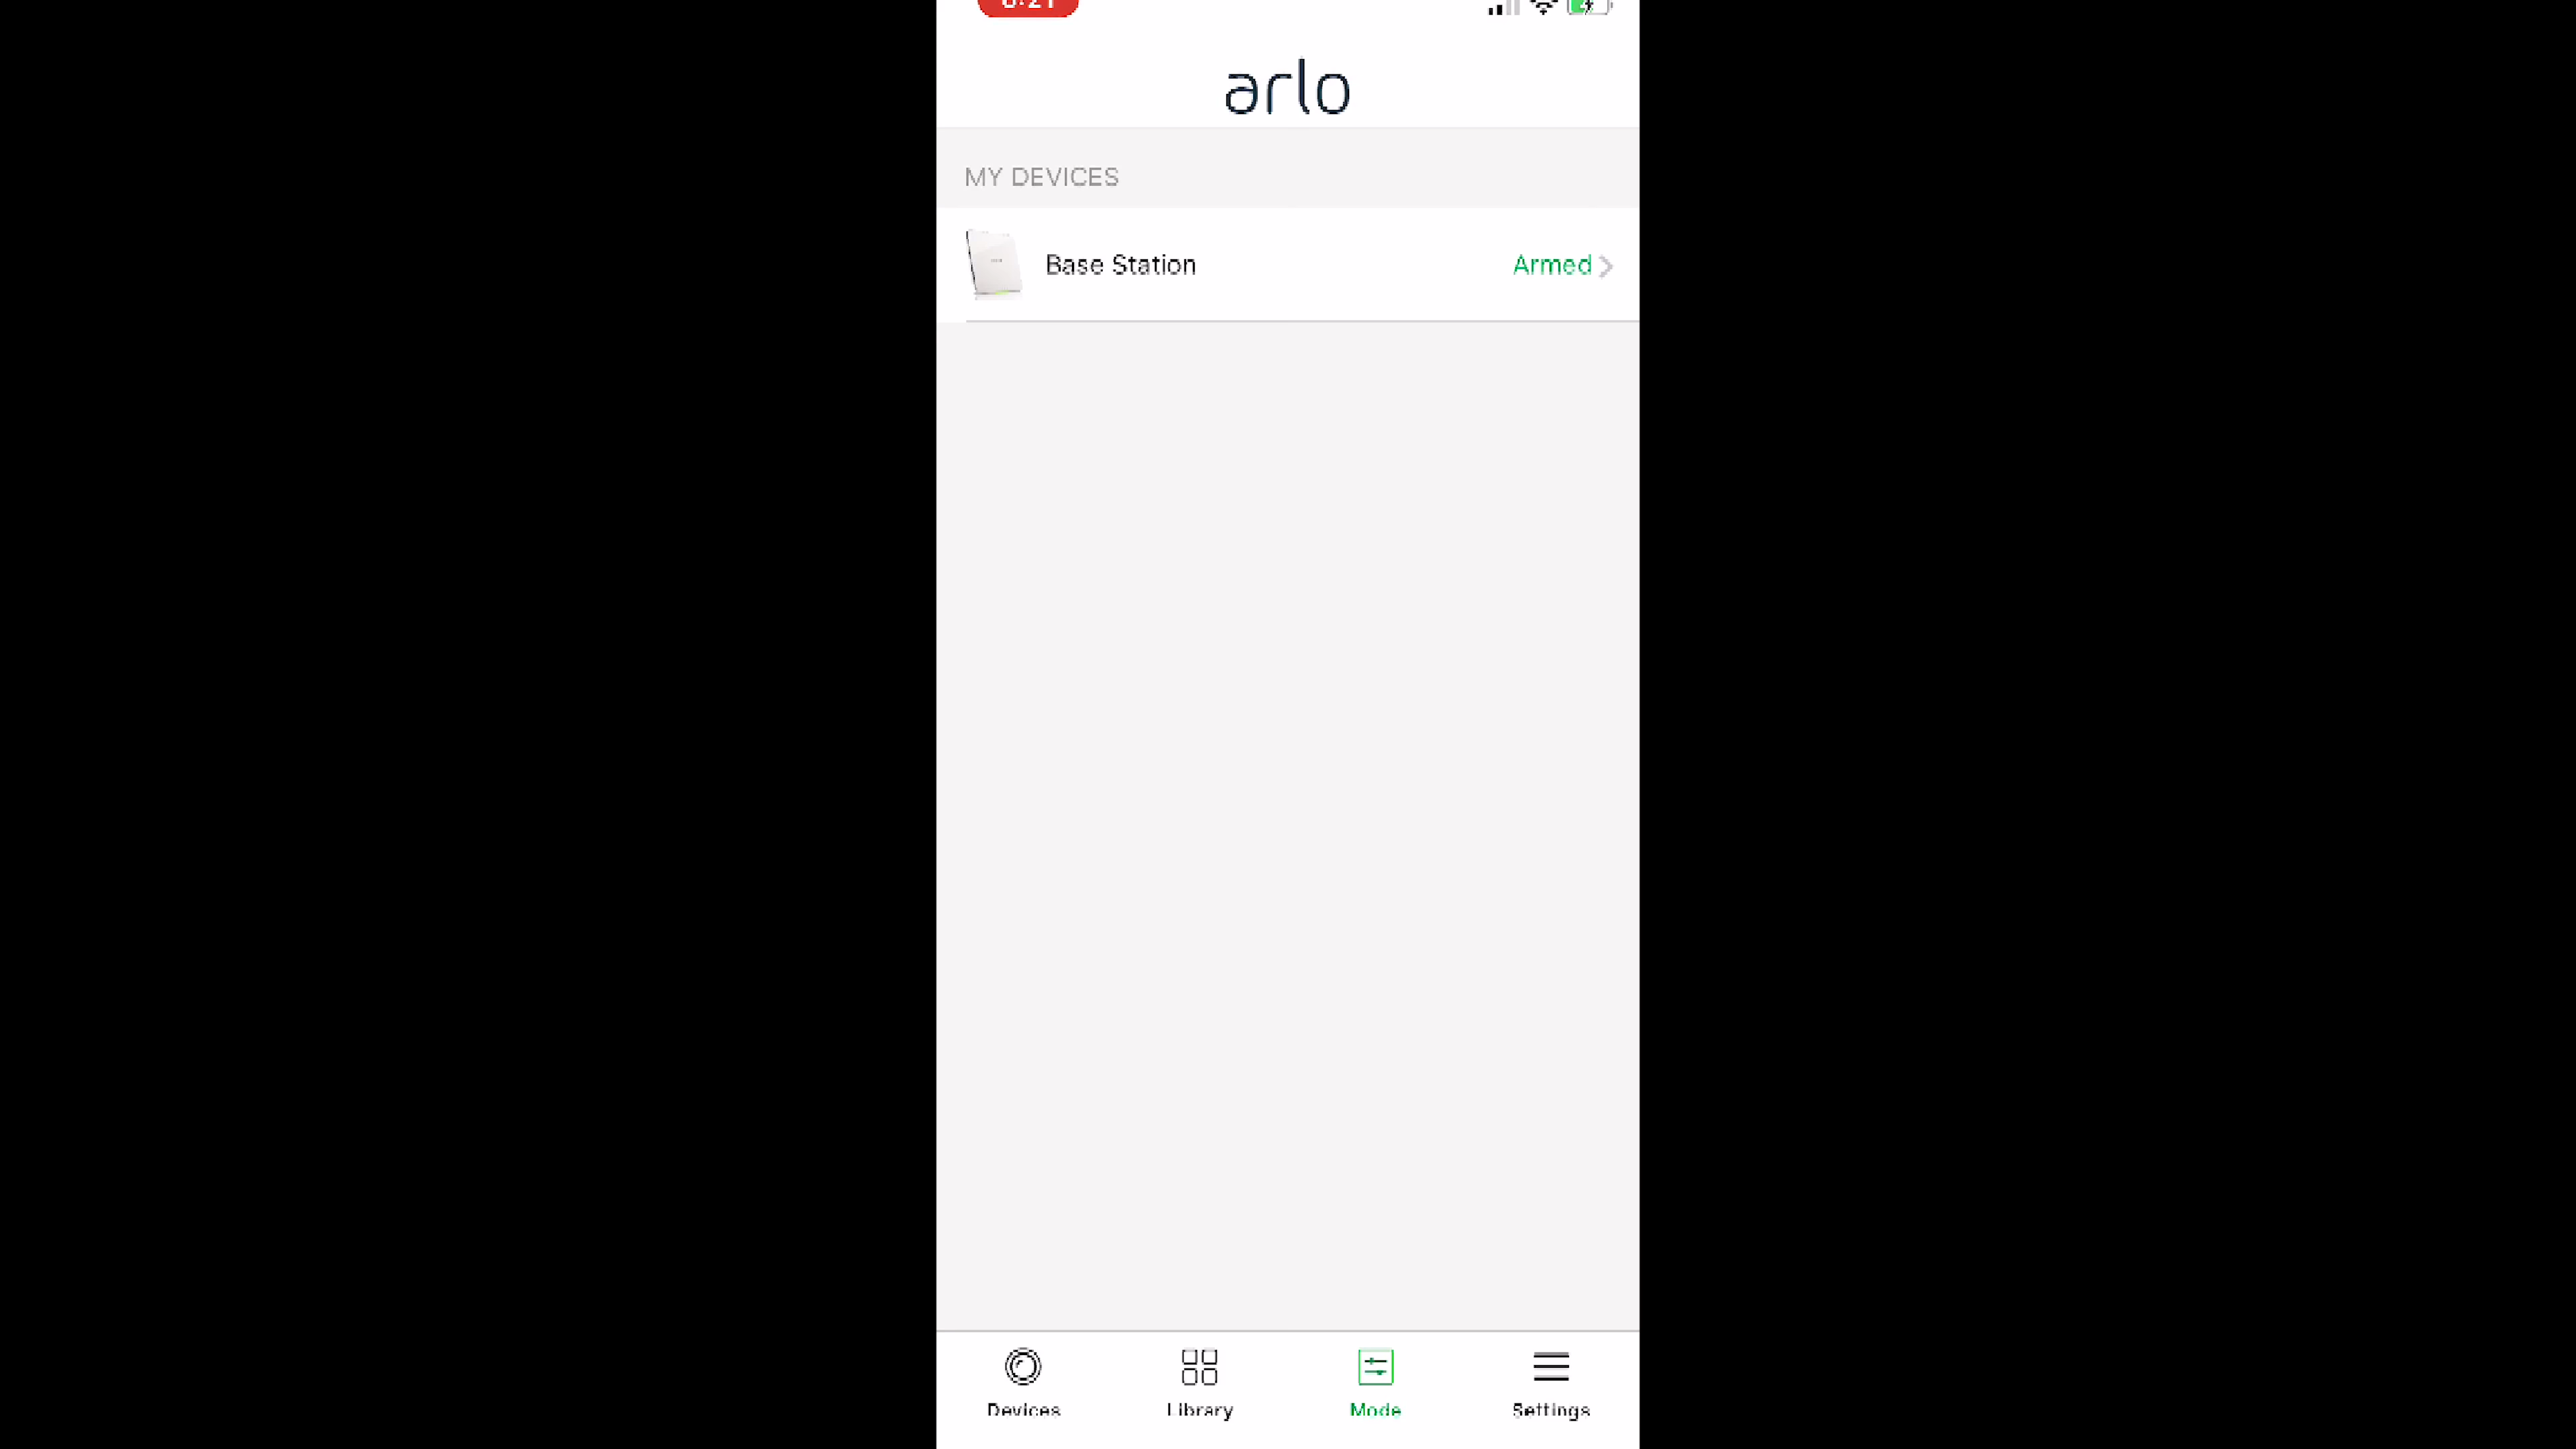 arlo
MY DEVICES
Base Station
Armed
Devices
Library
Mode
Settings